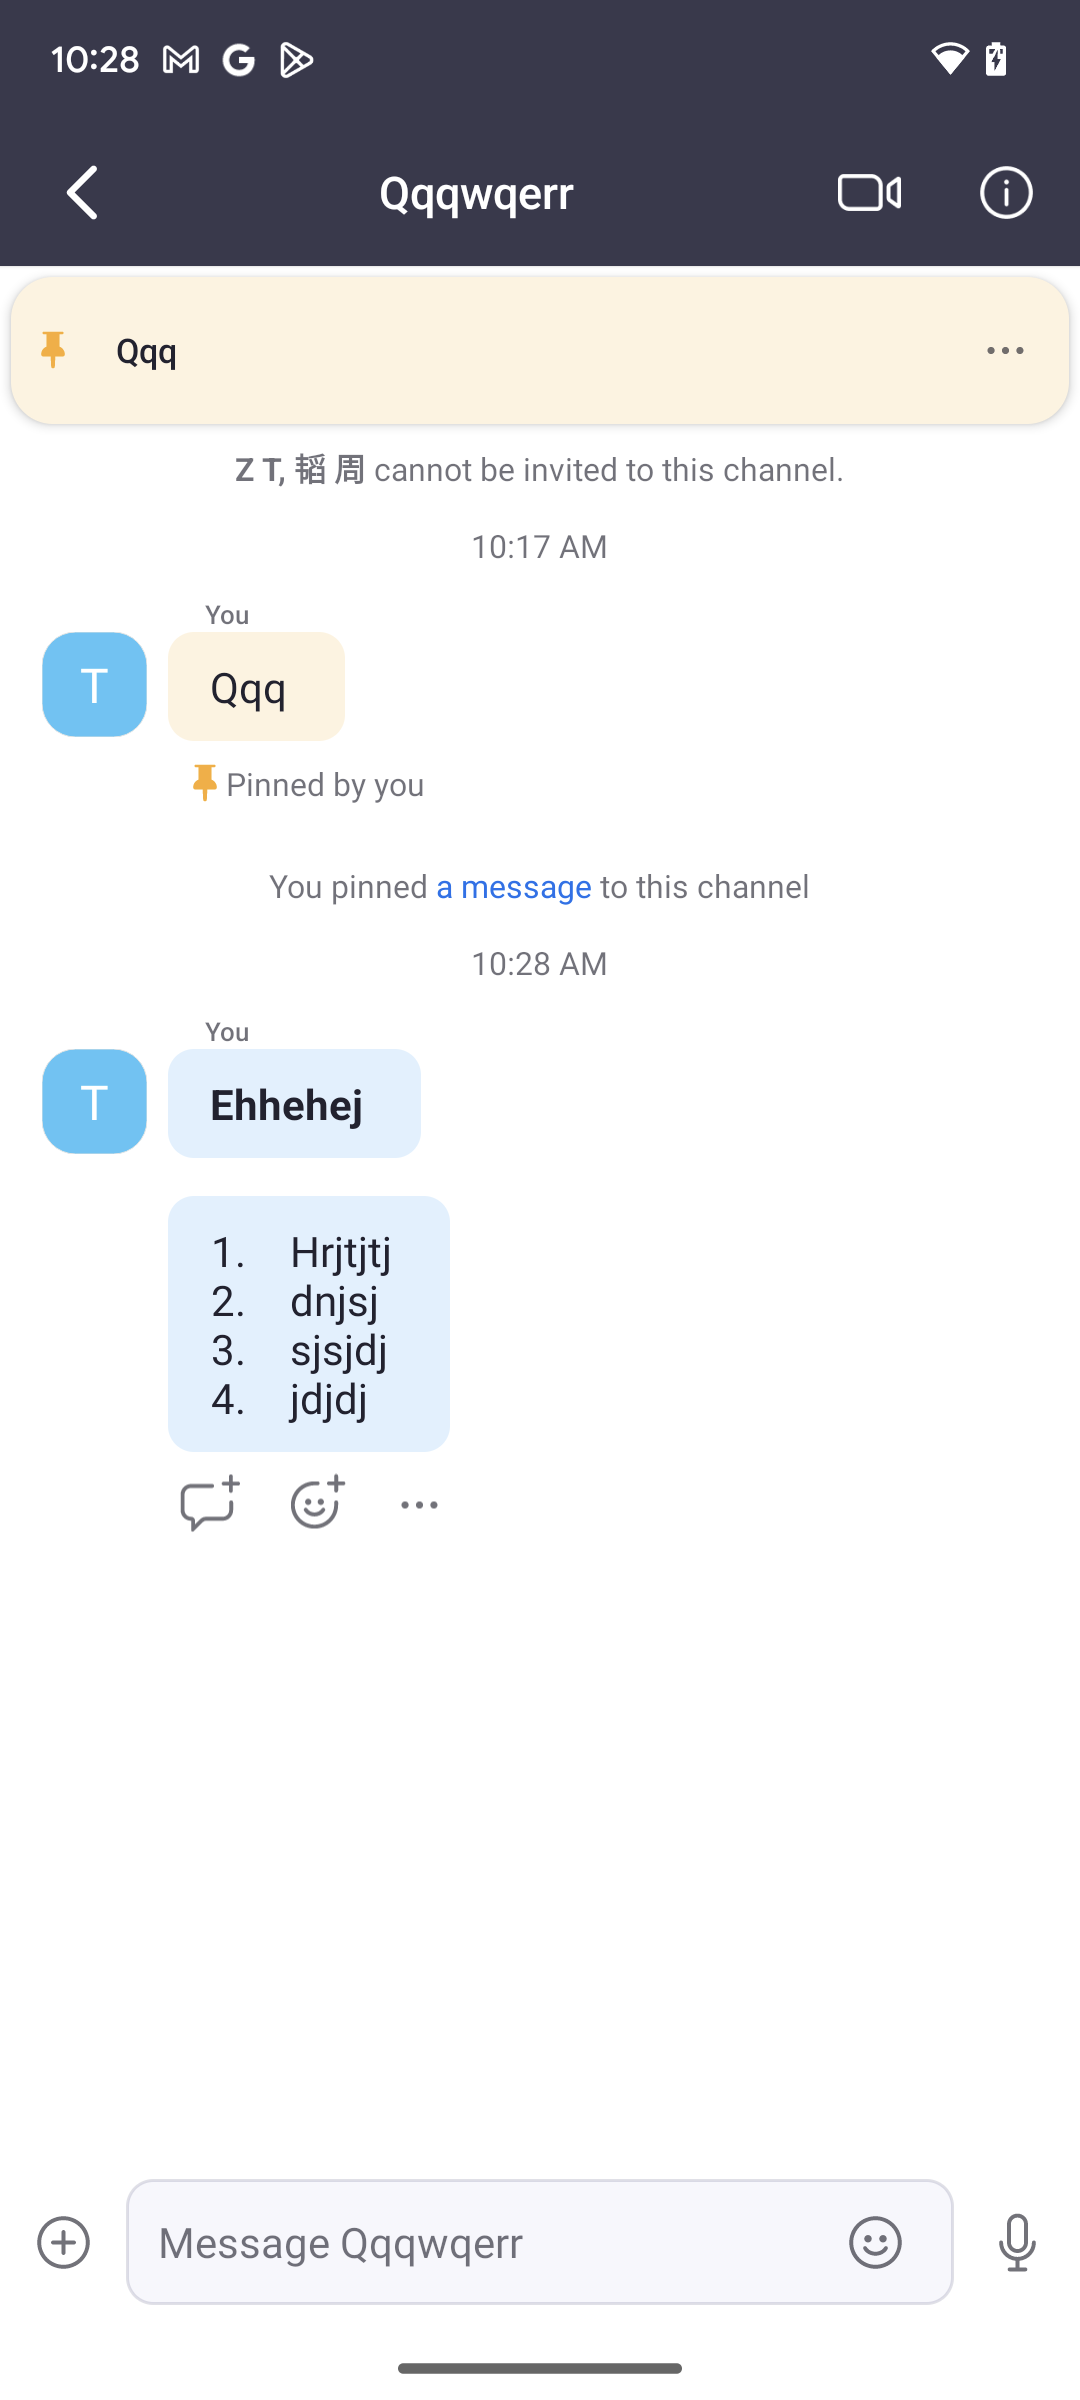 10:28
Qqqwqerr
Qqq
Z T, 韬 周 cannot be invited to this channel.
10:17 AM
You
T
Qqq
Pinned by you
You pinned a message to this channel
10:28 AM
You
T
Ehhehej
1. Hrjtjtj
2. dnjsj
3. sjsjdj
4. jdjdj
Message Qqqwqerr